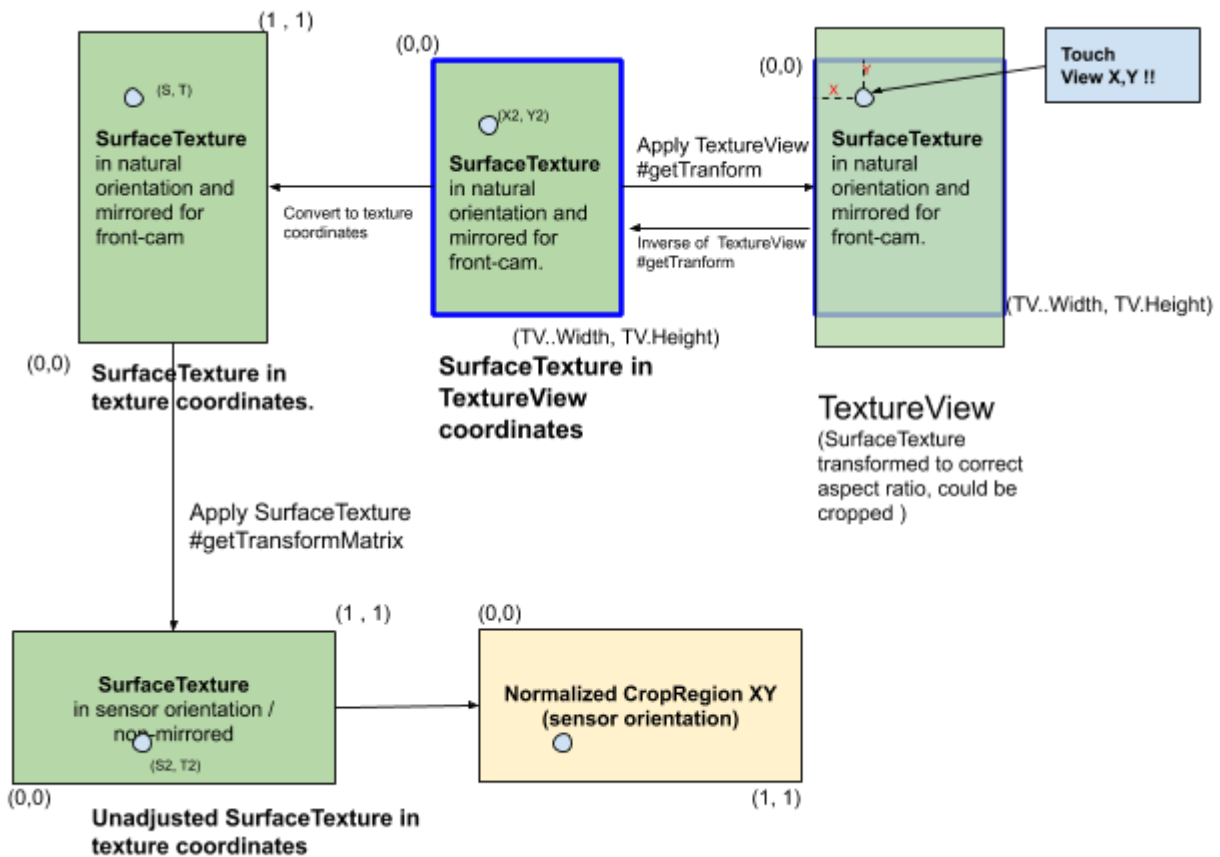 (1 , 1)
(S, T)
SurfaceTexture
in natural
orientation and
mirrored for
front-cam
(0,0)
SurfaceTexture in
texture coordinates.
Convert to texture
coordinates
(0,0)
(X2, Y2)
SurfaceTexture
in natural
orientation and
mirrored for
front-cam.
(TV..Width, TV.Height)
SurfaceTexture in
TextureView
coordinates
Apply TextureView
#getTranform
Inverse of TextureView
#getTranform
(0,0)
Y
X
SurfaceTexture
in natural
orientation and
mirrored for
front-cam.
(TV..Width, TV.Height)
Touch
View X,Y !!
TextureView
(SurfaceTexture
transformed to correct
aspect ratio, could be
cropped )
Apply SurfaceTexture
#getTransformMatrix
(1 , 1)
SurfaceTexture
in sensor orientation /
non-mirrored
(S2, T2)
(0,0)
Unadjusted SurfaceTexture in
texture coordinates
(0,0)
Normalized CropRegion XY
(sensor orientation)
(1, 1)